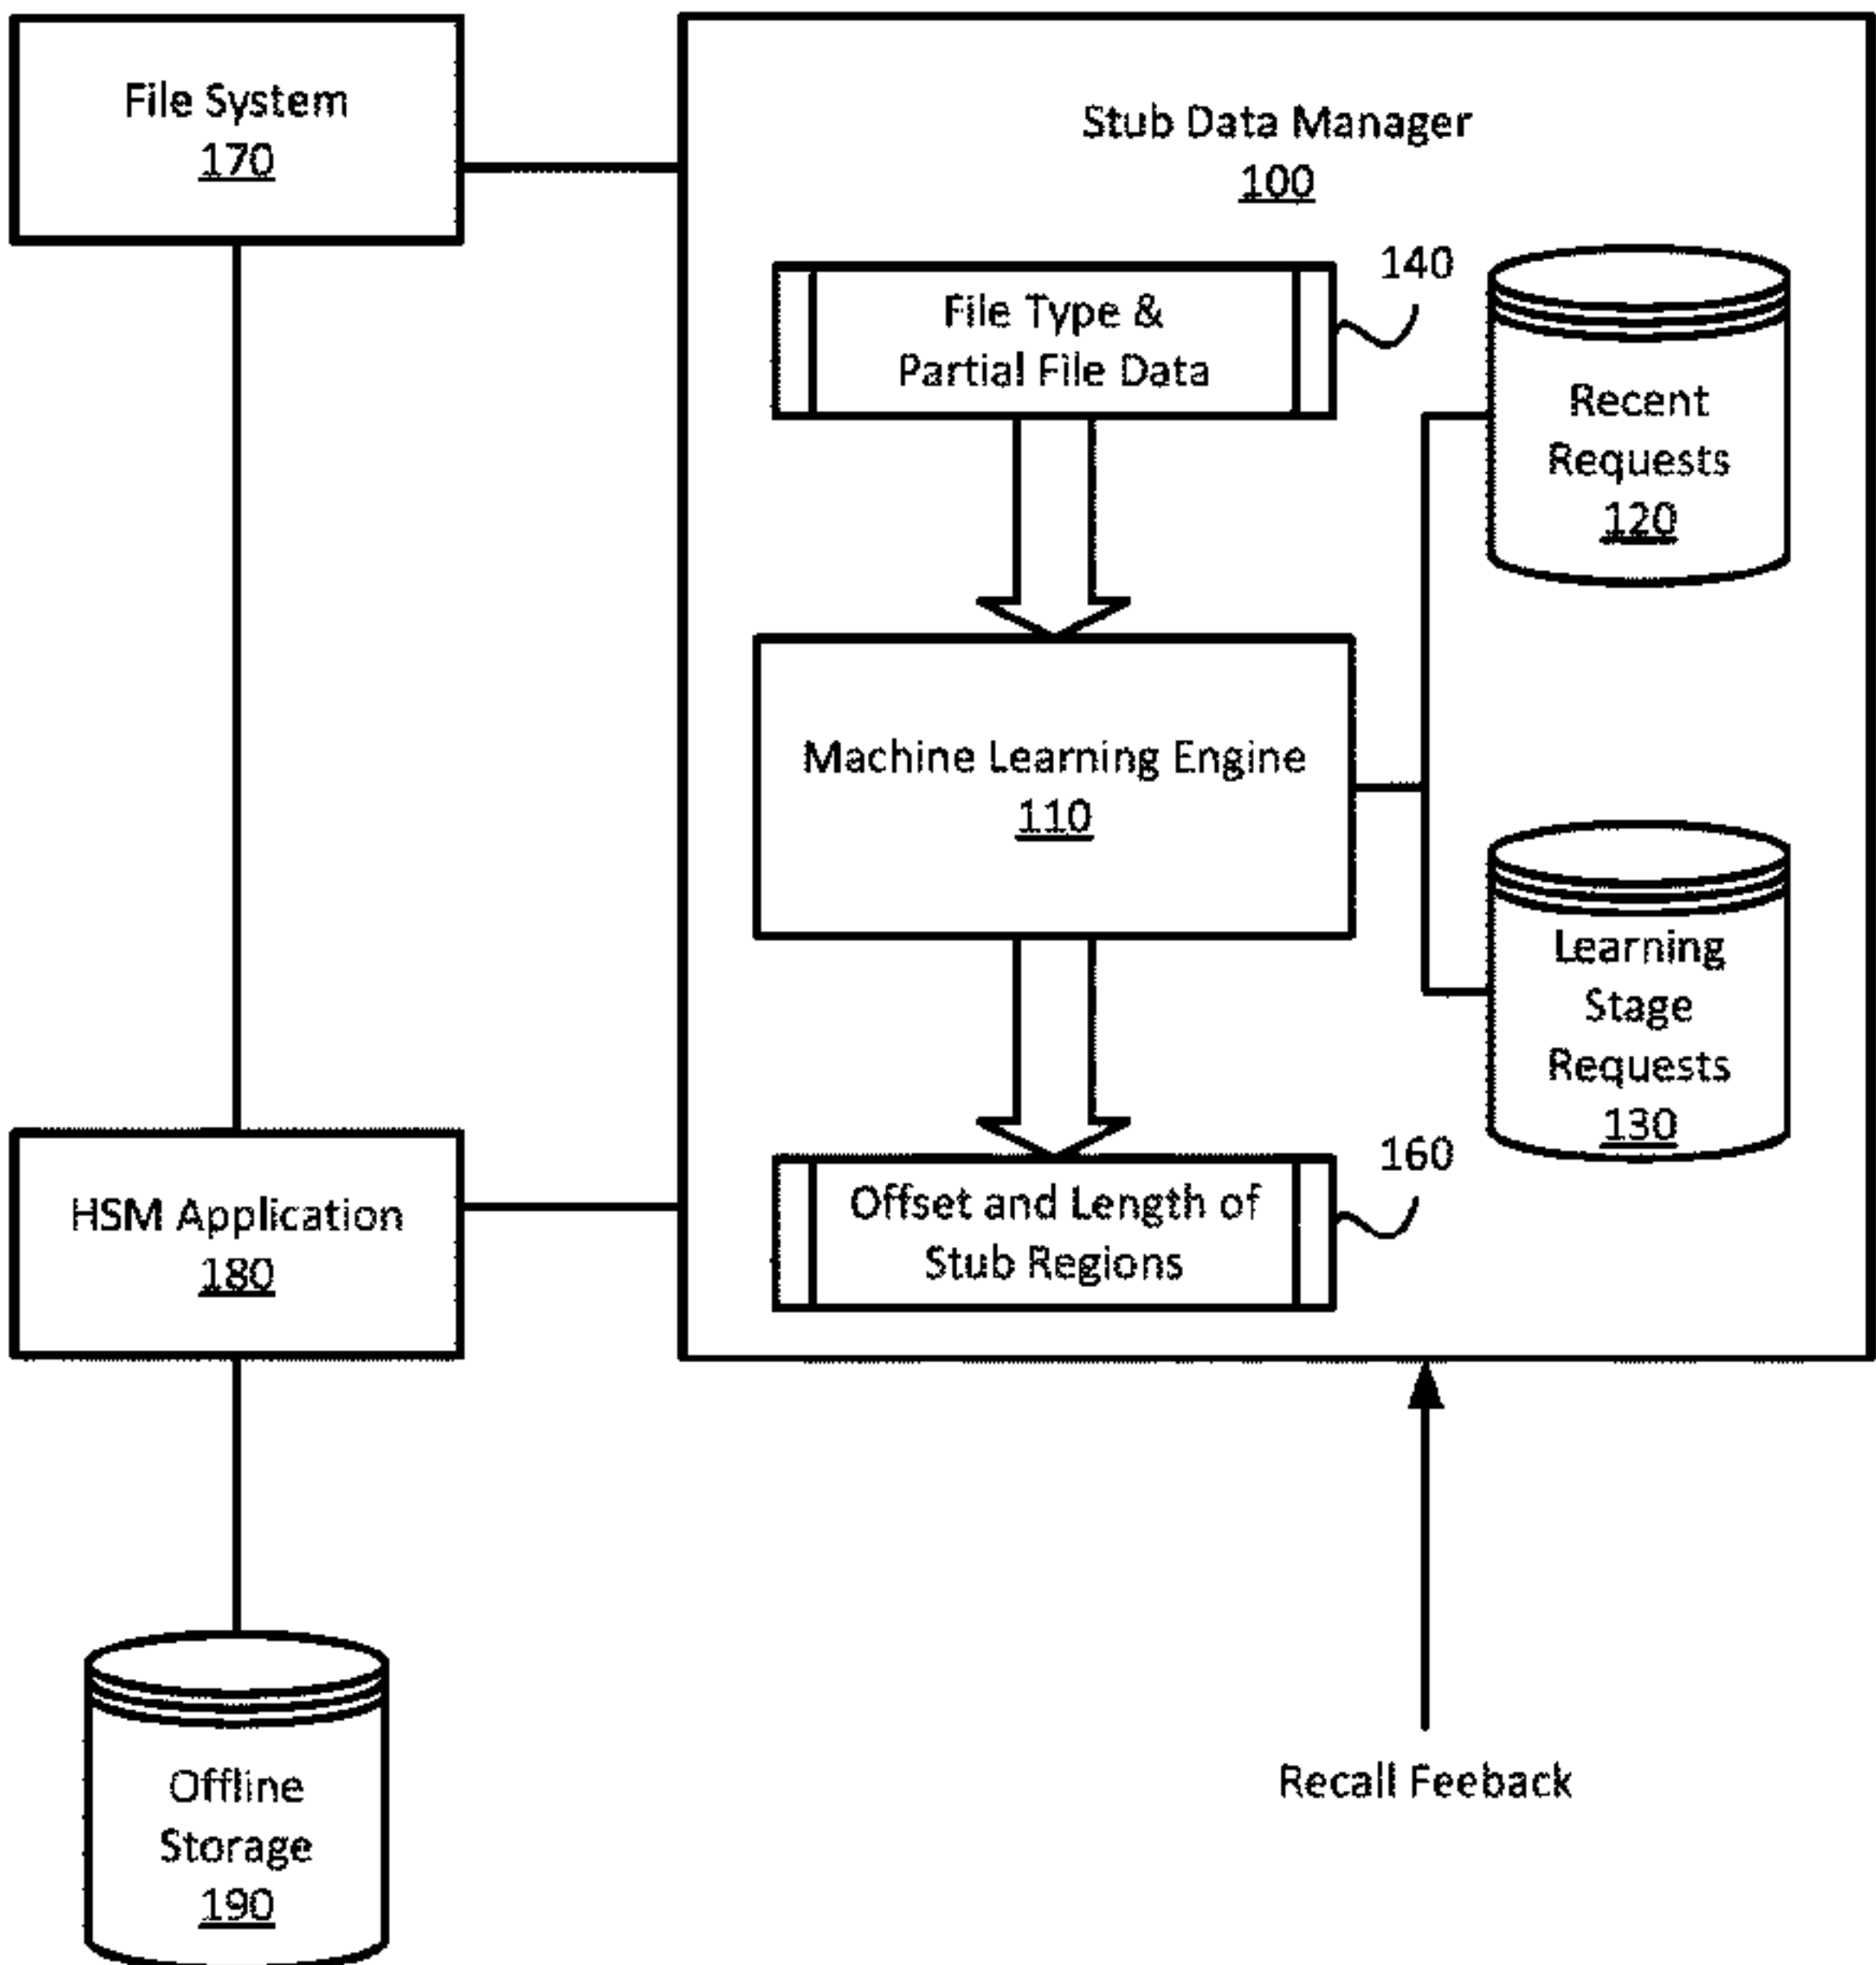 File System
170
Stub Data Manager
100
140
File Type &
Partial File Data
Recent
Requests
120
Machine Learning Engine
110
Learning
Stage
Requests
130
160
Offset and Length of
Stub Regions
HSM Application
180
Recall Feeback
Offline
Storage
190